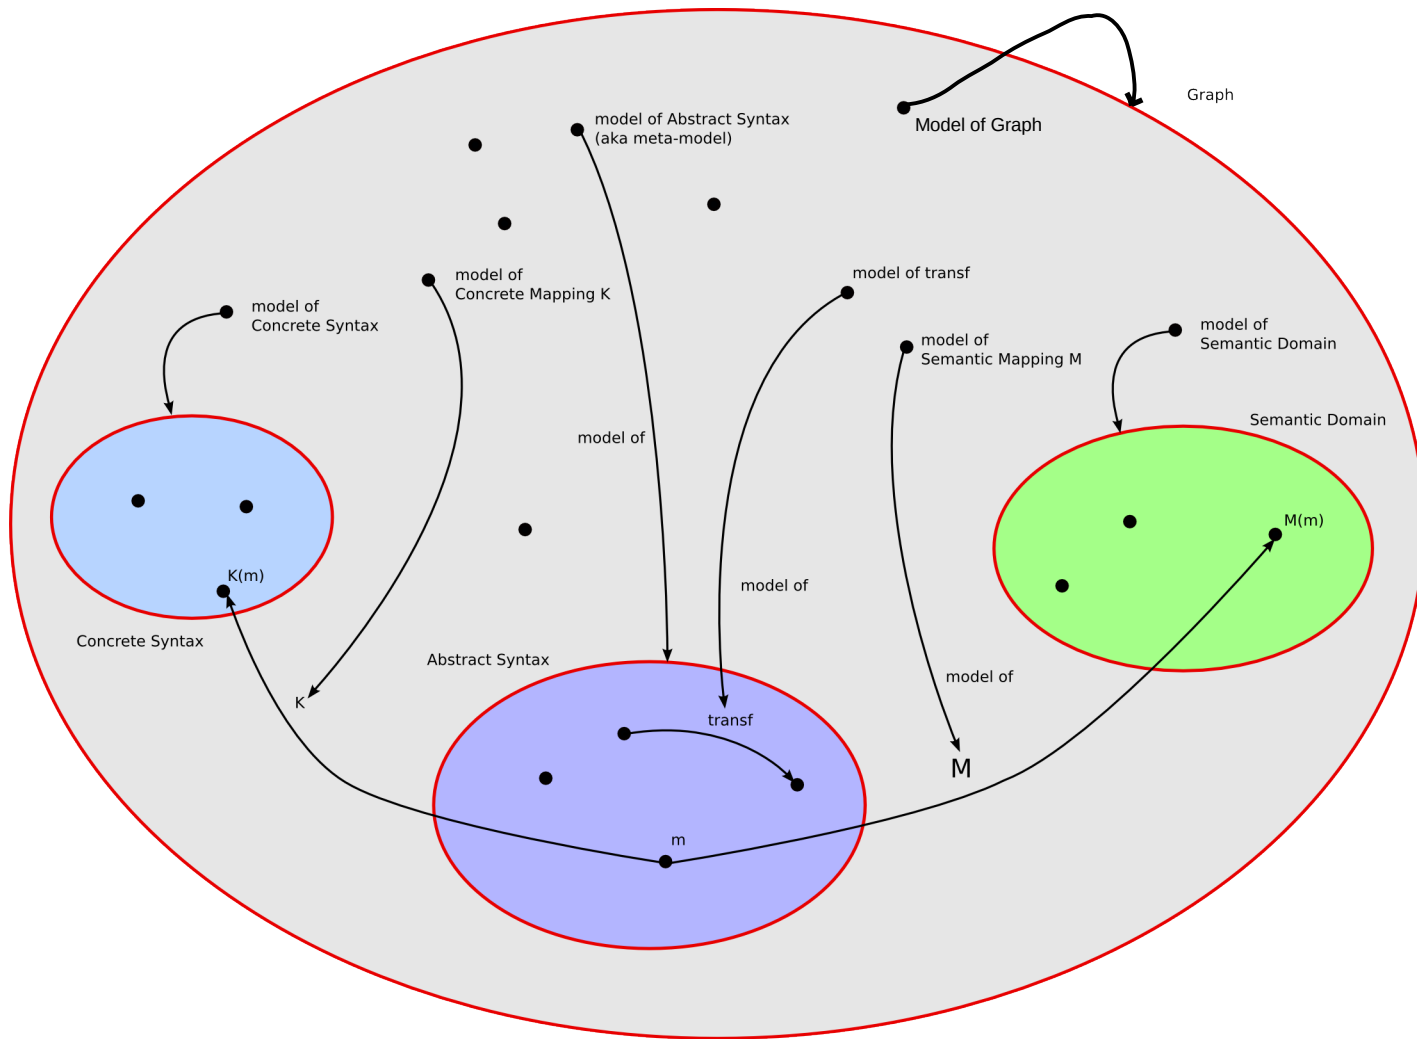 Graph
model of Abstract Syntax
(aka meta-model)
Model of Graph
model of
Concrete Mapping K
model of transf
model of
Concrete Syntax
model of
Semantic Mapping M
model of
Semantic Domain
Semantic Domain
model of
M(m)
K(m)
model of
Concrete Syntax
Abstract Syntax
model of
K
transf
M
m